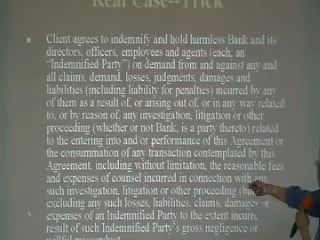 Real Case--Trick
Client agrees to indemnify and hold harmless Bank and its
directors, officers, employees and agents (each, an
"Indemnified Party") on demand from and against any and
all claims, demand, losses, judgments, damages and
liabilities (including liability for penalties) incurred by any
of them as a result of, or arising out of, or in any way related
to, or by reason of, any investigation, litigation or other
proceeding (whether or not Bank, is a party thereto) related
to the entering into and or performance of this Agreement or
the consummation of any transaction contemplated by this
Agreement, including without limitation, the reasonable fees
and expenses of counsel incurred in connection with any
such investigation, litigation or other proceeding (but
excluding any such losses, liabilities, claims, damages or
expenses of an Indemnified Party to the extent incurred
result of such Indemnified Party's gross negligence or